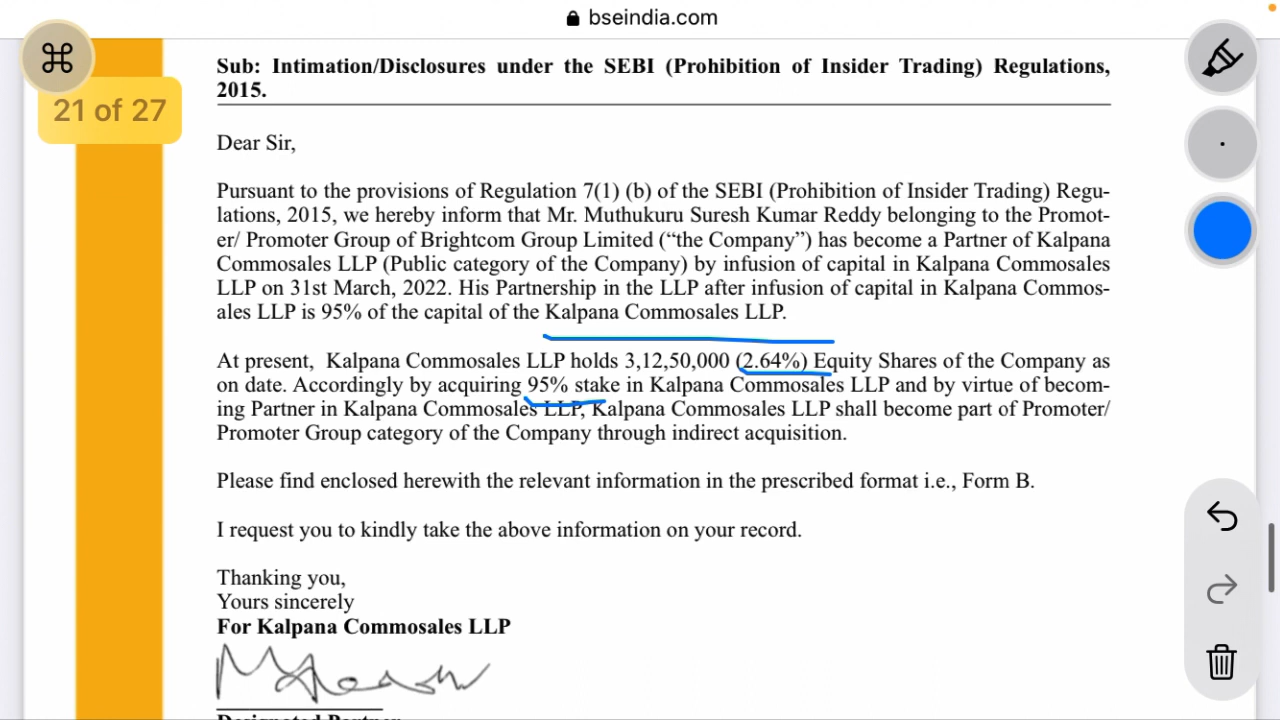 bseindia.com
21 of 27
Sub: Intimation/Disclosures under the SEBI (Prohibition of Insider Trading) Regulations,
2015.
Dear Sir,
Pursuant to the provisions of Regulation 7(1) (b) of the SEBI (Prohibition of Insider Trading) Regu-
lations, 2015, we hereby inform that Mr. Muthukuru Suresh Kumar Reddy belonging to the Promot-
er/ Promoter Group of Brightcom Group Limited (“the Company”) has become a Partner of Kalpana
Commosales LLP (Public category of the Company) by infusion of capital in Kalpana Commosales
LLP on 31st March, 2022. His Partnership in the LLP after infusion of capital in Kalpana Commos-
ales LLP is 95% of the capital of the Kalpana Commosales LLP.
At present, Kalpana Commosales LLP holds 3,12,50,000 (2.64%) Equity Shares of the Company as
on date. Accordingly by acquiring 95% stake in Kalpana Commosales LLP and by virtue of becom-
ing Partner in Kalpana Commosales LLP, Kalpana Commosales LLP shall become part of Promoter/
Promoter Group category of the Company through indirect acquisition.
Please find enclosed herewith the relevant information in the prescribed format i.e., Form B.
I request you to kindly take the above information on your record.
Thanking you,
Yours sincerely
For Kalpana Commosales LLP
Designated Partner